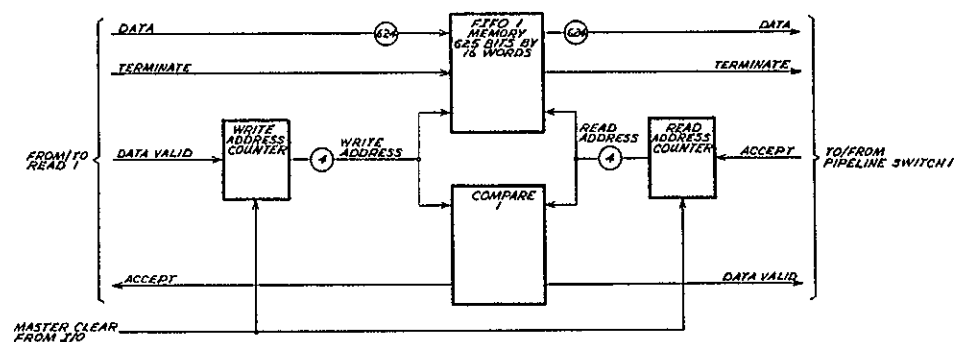 DATA
624
FIFO 1
MEMORY
625 BITS BY
16 WORDS
624
DATA
TERMINATE
TERMINATE
WRITE
ADDRESS
COUNTER
4
WRITE
ADDRESS
READ
ADDRESS
4
READ
ADDRESS
COUNTER
FROM/TO
READ 1
DATA VALID
ACCEPT
TO/FROM
PIPELINE SWITCH 1
COMPARE
1
ACCEPT
DATA VALID
MASTER CLEAR
FROM I/O